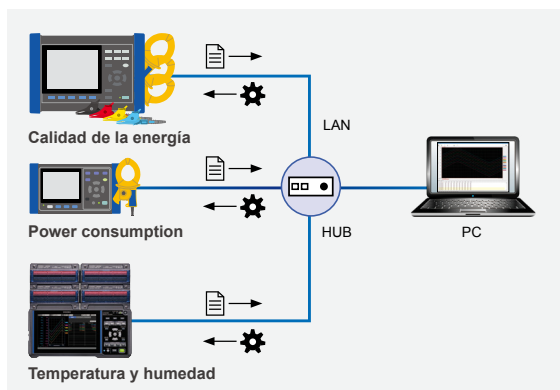 Calidad de la energía
LAN
Power consumption
HUB
PC
Temperatura y humedad